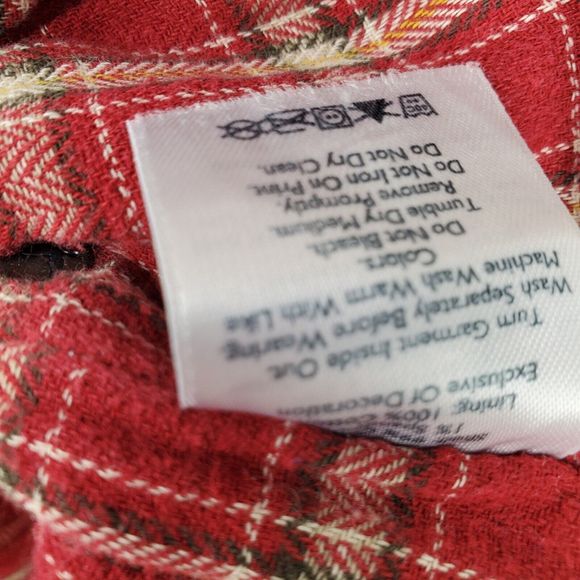 1%
Lining: 100%
Exclusive Of Decoration
Turn Garment Inside Out.
Wash Separately Before Wearing.
Machine Wash Warm With Like
Colors.
Do Not Bleach.
Tumble Dry Medium.
Remove Promptly.
Do Not Iron On Print.
Do Not Dry Clean.